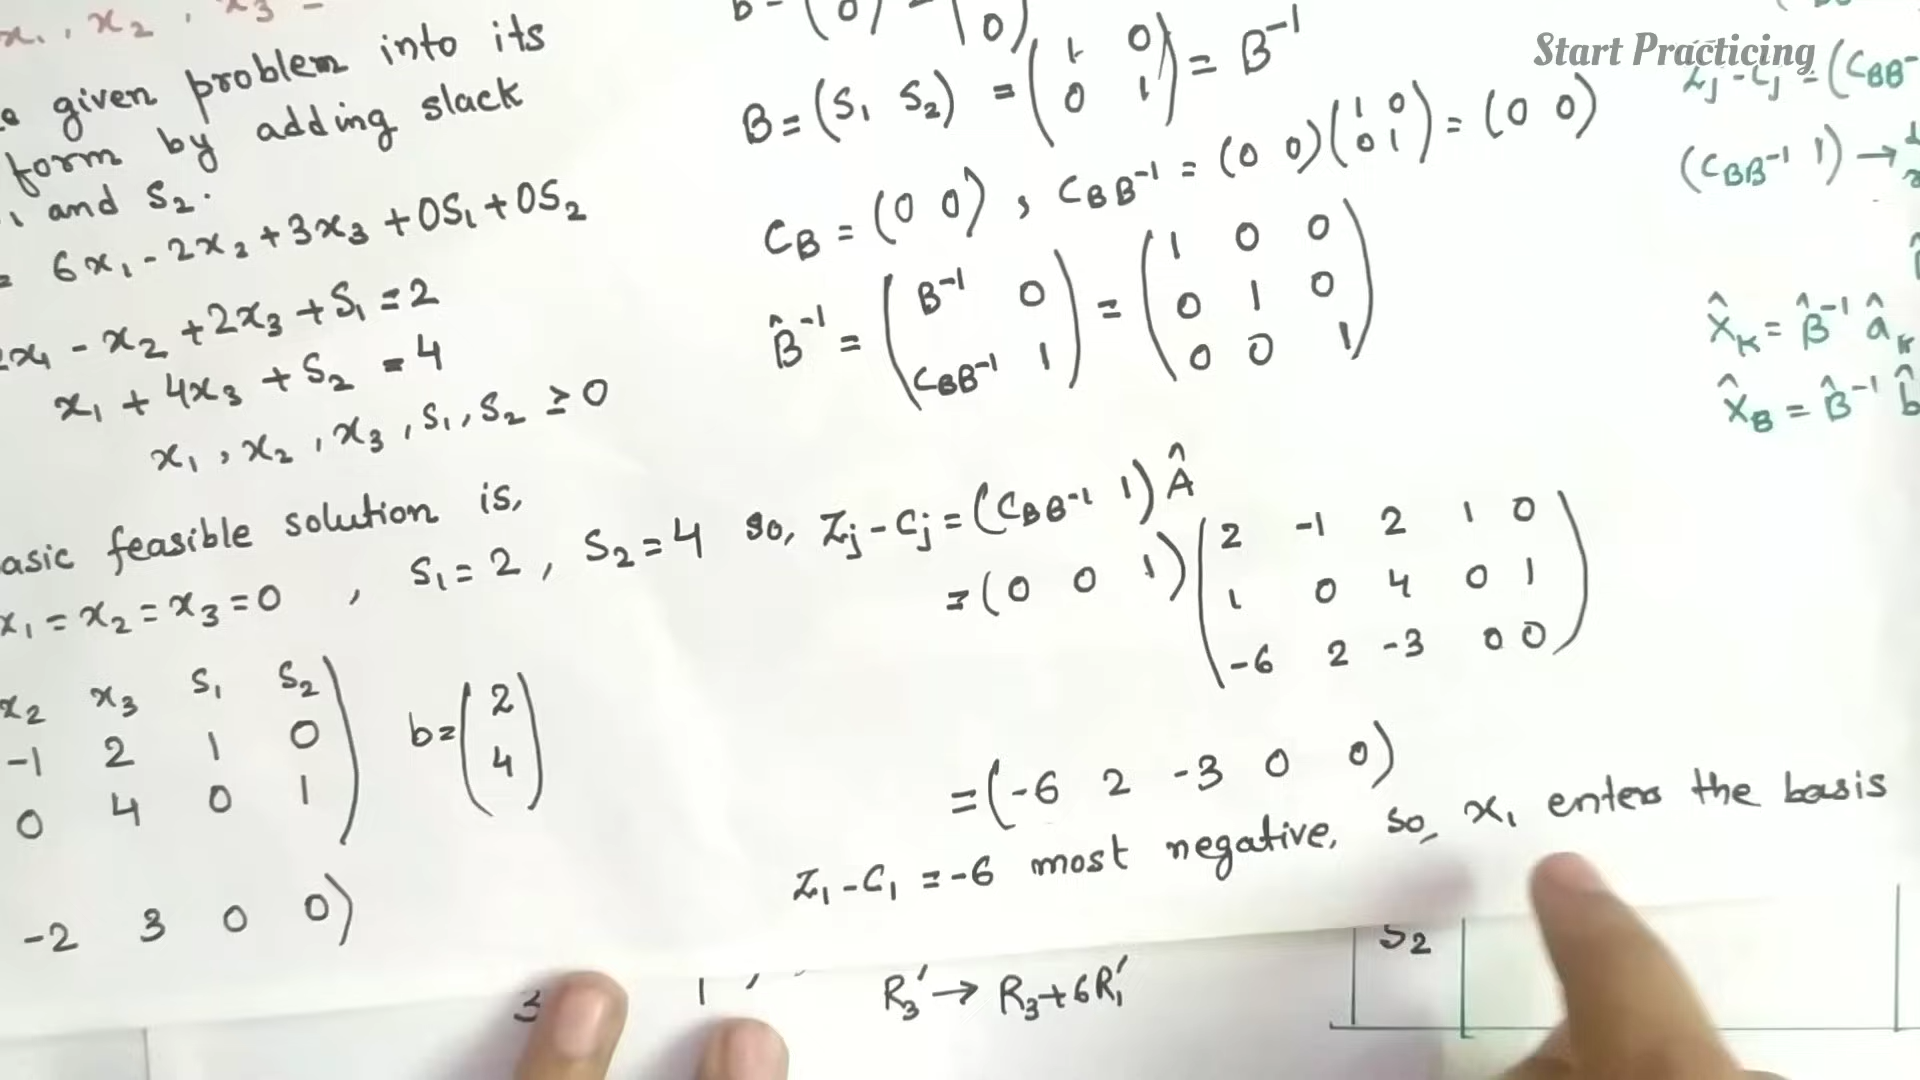 x₁, x₂, x₃
given problem into its
form by adding slack
and S₂.
= 6x₁ - 2x₂ + 3x₃ + 0S₁ + 0S₂
2x₁ - x₂ + 2x₃ + S₁ = 2
x₁ + 4x₃ + S₂ = 4
x₁, x₂, x₃, S₁, S₂ ≥ 0
asic feasible solution is,
x₁ = x₂ = x₃ = 0 , S₁ = 2, S₂ = 4
x₂ x₃ S₁ S₂
-1 2 1 0
0 4 0 1
b = (2
4)
-2 3 0 0)
B = (S₁ S₂) = (1 0
0 1) = B⁻¹
C_B = (0 0), C_B B⁻¹ = (0 0)(1 0
0 1) = (0 0)
B̂⁻¹ = (B⁻¹ 0
C_B B⁻¹ 1) = (1 0 0
0 1 0
0 0 1)
So, Zj - Cj = (C_B B⁻¹ 1) Â
= (0 0 1)(2 -1 2 1 0
1 0 4 0 1
-6 2 -3 0 0)
= (-6 2 -3 0 0)
Z₁ - C₁ = -6 most negative, so, x₁ enters the basis
R₃′ → R₃ + 6R₁′
S₂
Start Practicing
Zj - Cj = (C_B B⁻
(C_B B⁻¹ 1) →
X̂_K = B̂⁻¹ â_K
X̂_B = B̂⁻¹ b̂